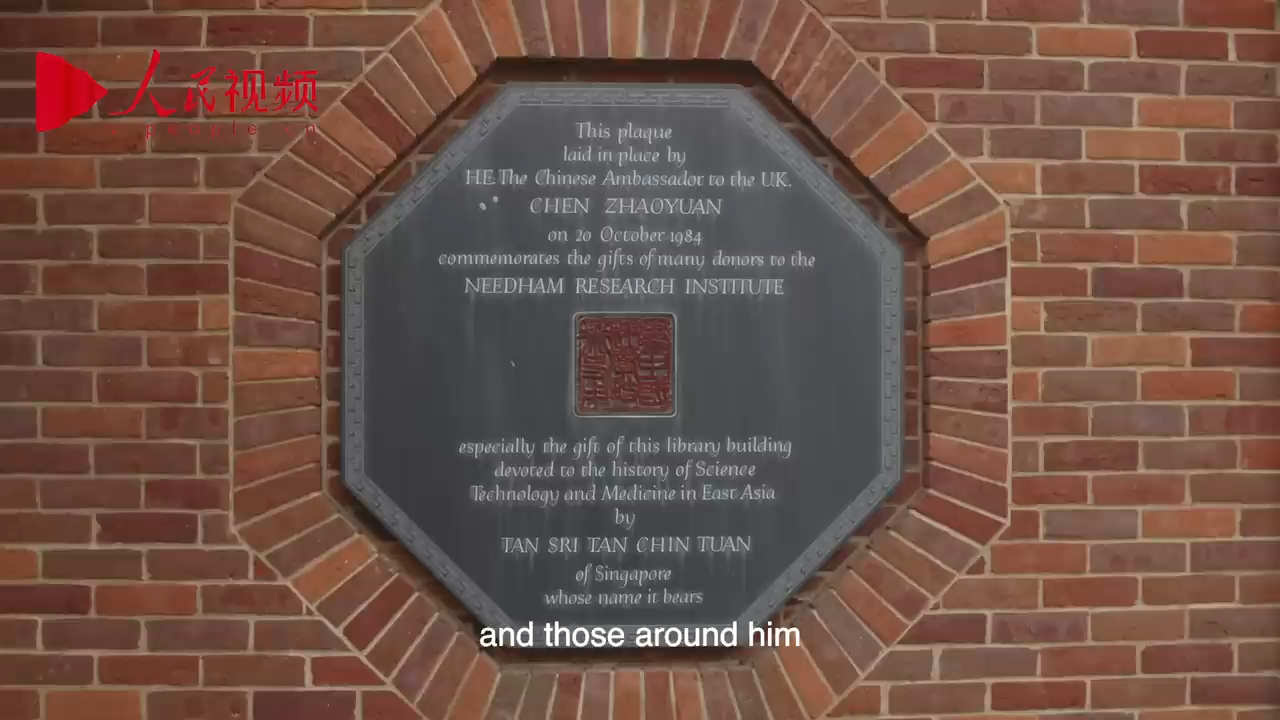 人民视频
v.people.cn
This plaque
laid in place by
H.E. The Chinese Ambassador to the U.K.
CHEN ZHAOYUAN
on 20 October 1984
commemorates the gifts of many donors to the
NEEDHAM RESEARCH INSTITUTE
especially the gift of this library building
devoted to the history of Science
Technology and Medicine in East Asia
by
TAN SRI TAN CHIN TUAN
of Singapore
whose name it bears
and those around him